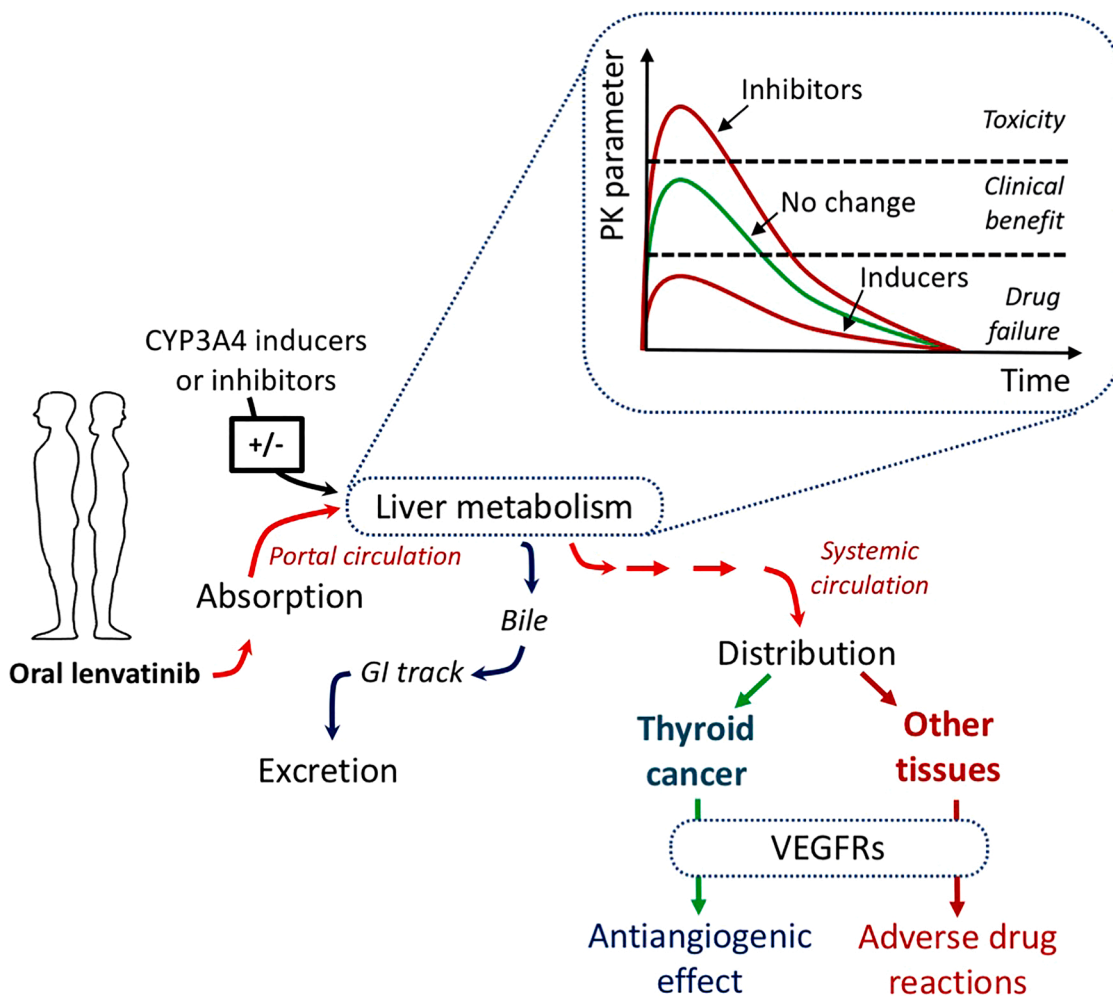 PK parameter
Inhibitors
Toxicity
No change
Clinical
benefit
Inducers
Drug
failure
Time
CYP3A4 inducers
or inhibitors
+/-
Liver metabolism
Portal circulation
Absorption
Oral lenvatinib
Systemic
circulation
Bile
GI track
Excretion
Distribution
Thyroid
cancer
Other
tissues
VEGFRs
Antiangiogenic
effect
Adverse drug
reactions